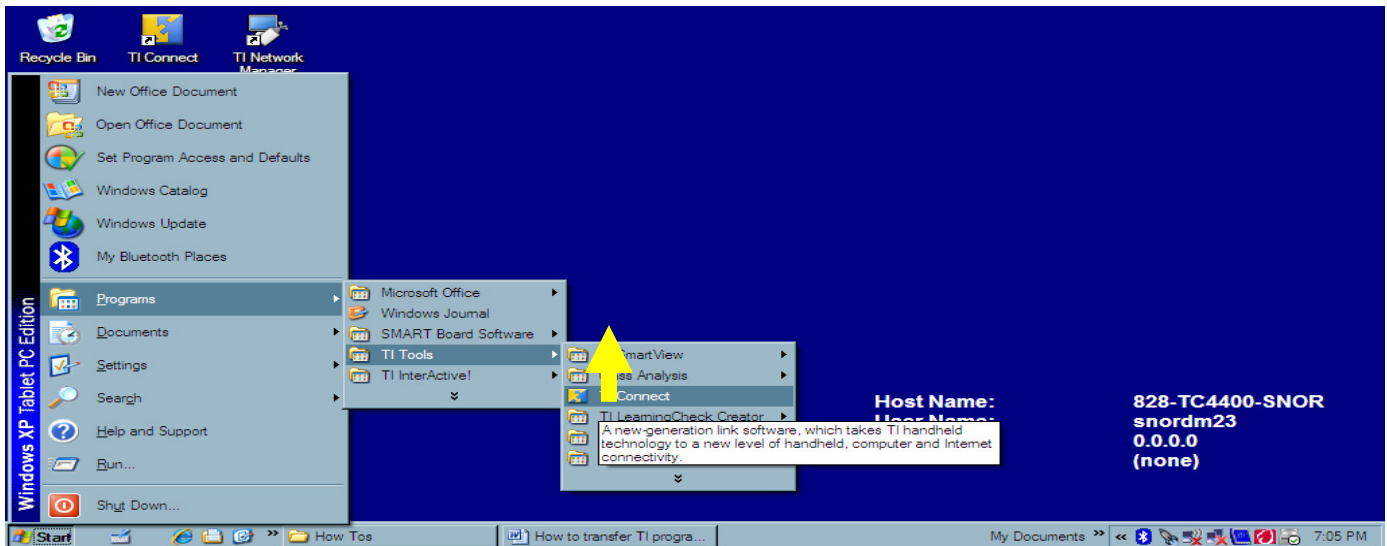 Recycle Bin
TI Connect
TI Network
Manager
New Office Document
Open Office Document
Set Program Access and Defaults
Windows Catalog
Windows Update
My Bluetooth Places
Programs
Documents
Settings
Search
Help and Support
Run...
Shut Down...
Windows XP Tablet PC Edition
Microsoft Office
Windows Journal
SMART Board Software
TI Tools
TI InterActive!
SmartView
Analysis
Connect
TI LearningCheck Creator
A new-generation link software, which takes TI handheld
technology to a new level of handheld, computer and Internet
connectivity.
Host Name: 828-TC4400-SNOR
User Name: snordm23
0.0.0.0
(none)
Start
How Tos
How to transfer TI progra...
My Documents
7:05 PM